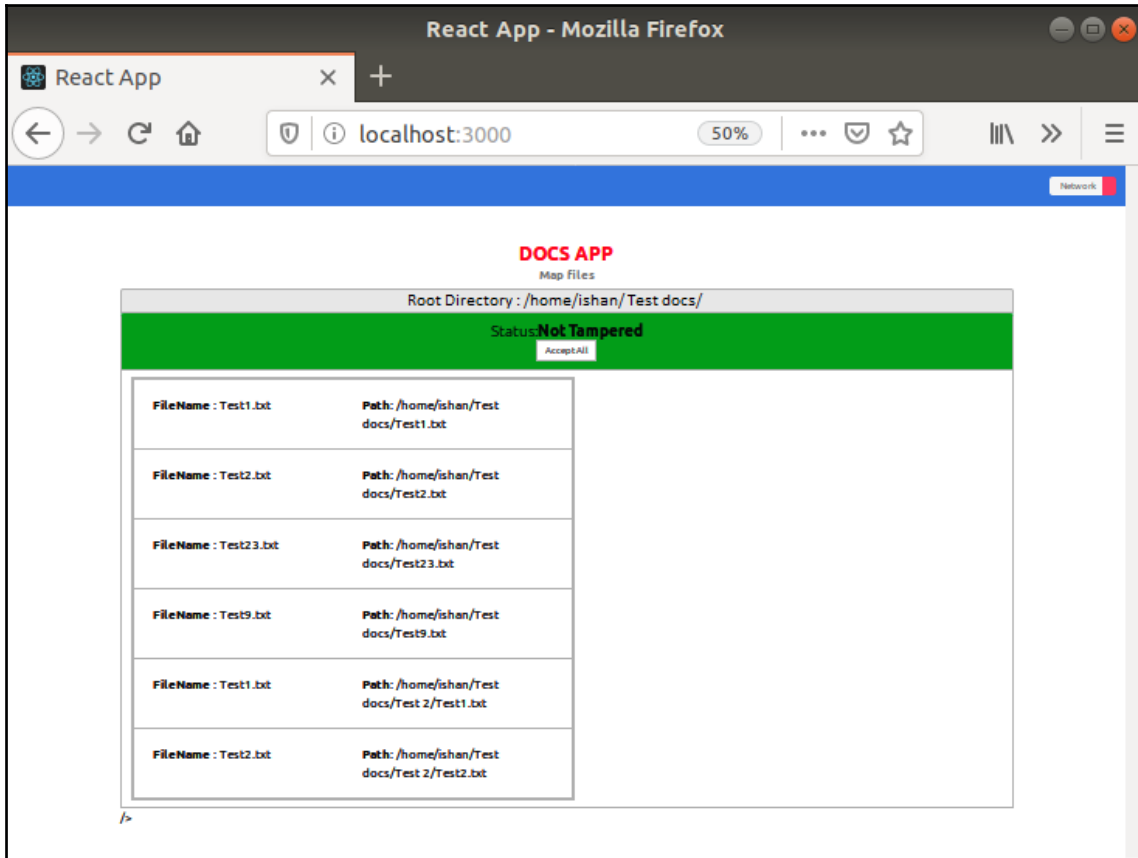 React App - Mozilla Firefox
React App
localhost:3000
50%
Network
DOCS APP
Map files
Root Directory : /home/ishan/ Test docs/
Status:Not Tampered
Accept All
FileName : Test1.txt
Path: /home/ishan/Test
docs/Test1.txt
FileName : Test2.txt
Path: /home/ishan/Test
docs/Test2.txt
FileName : Test23.txt
Path: /home/ishan/Test
docs/Test23.txt
FileName : Test9.txt
Path: /home/ishan/Test
docs/Test9.txt
FileName : Test1.txt
Path: /home/ishan/Test
docs/Test 2/Test1.txt
FileName : Test2.txt
Path: /home/ishan/Test
docs/Test 2/Test2.txt
/>